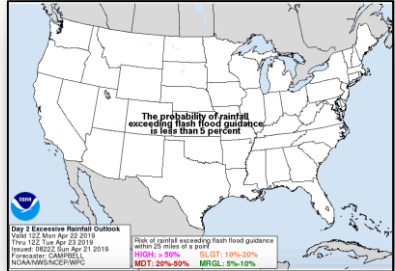 The probability of rainfall
exceeding flash flood guidance
is less than 5 percent
NOAA
Day 2 Excessive Rainfall Outlook
Valid 12Z Mon Apr 22 2019
Thru 12Z Tue Apr 23 2019
Issued: 0822Z Sun Apr 21 2019
Forecaster: CAMPBELL
NOAA/NWS/NCEP/WPC
Risk of rainfall exceeding flash flood guidance
within 25 miles of a point
HIGH: > 50% SLGT: 10%-20%
MDT: 20%-50% MRGL: 5%-10%